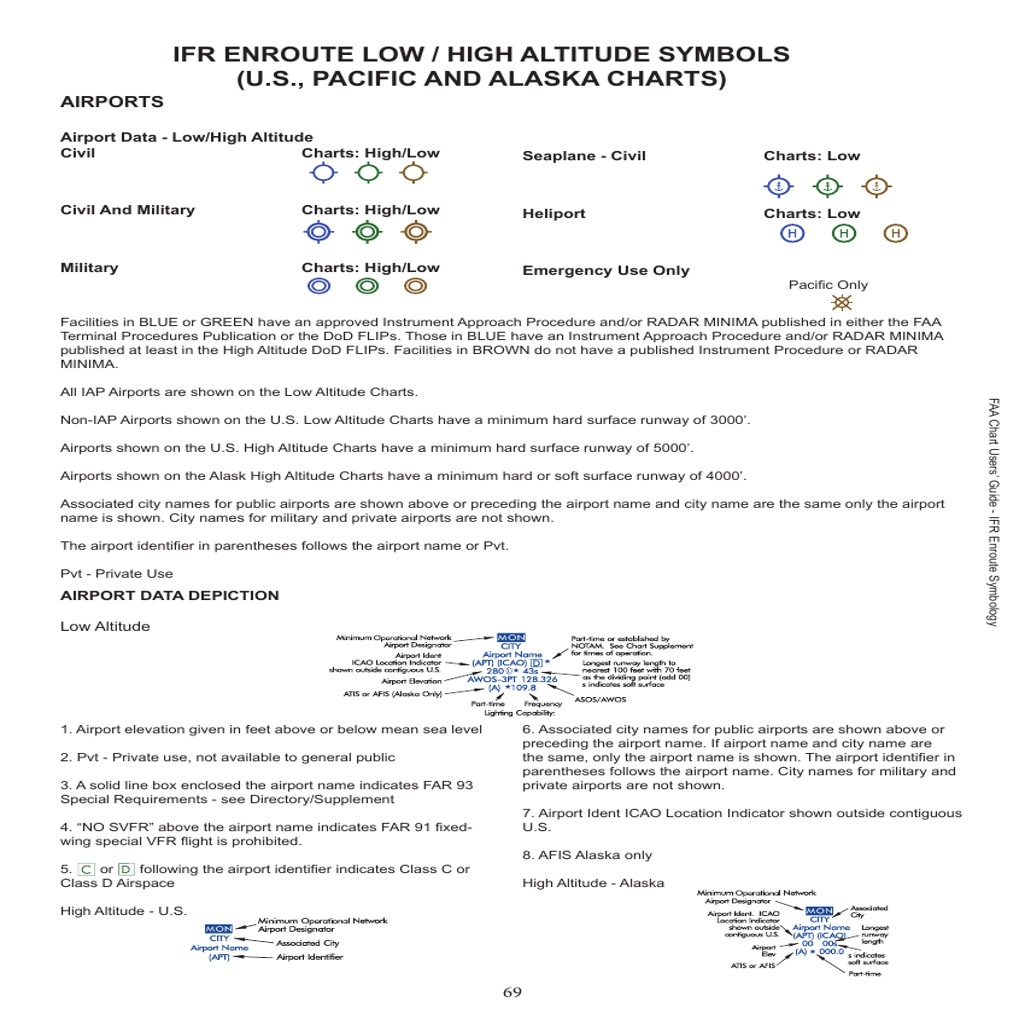 IFR ENROUTE LOW / HIGH ALTITUDE SYMBOLS
(U.S., PACIFIC AND ALASKA CHARTS)
AIRPORTS
Airport Data - Low/High Altitude
Civil
Charts: High/Low
Civil And Military
Charts: High/Low
Military
Charts: High/Low
Seaplane - Civil
Charts: Low
Heliport
Charts: Low
H H H
Emergency Use Only
Pacific Only
Facilities in BLUE or GREEN have an approved Instrument Approach Procedure and/or RADAR MINIMA published in either the FAA
Terminal Procedures Publication or the DoD FLIPs. Those in BLUE have an Instrument Approach Procedure and/or RADAR MINIMA
published at least in the High Altitude DoD FLIPs. Facilities in BROWN do not have a published Instrument Procedure or RADAR
MINIMA.
All IAP Airports are shown on the Low Altitude Charts.
Non-IAP Airports shown on the U.S. Low Altitude Charts have a minimum hard surface runway of 3000'.
Airports shown on the U.S. High Altitude Charts have a minimum hard surface runway of 5000'.
Airports shown on the Alask High Altitude Charts have a minimum hard or soft surface runway of 4000'.
Associated city names for public airports are shown above or preceding the airport name and city name are the same only the airport
name is shown. City names for military and private airports are not shown.
The airport identifier in parentheses follows the airport name or Pvt.
Pvt - Private Use
AIRPORT DATA DEPICTION
Low Altitude
Minimum Operational Network
Airport Designator
Airport Ident
ICAO Location Indicator
shown outside contiguous U.S.
Airport Elevation
ATIS or AFIS (Alaska Only)
MON
CITY
Airport Name
(APT) (ICAO) D *
280Ⓛ* 43s
AWOS-3PT 128.326
(A) *109.8
Part-time
Frequency
Lighting Capability:
Part-time or established by
NOTAM. See Chart Supplement
for times of operation.
Longest runway length to
nearest 100 feet with 70 feet
as the dividing point (add 00)
s indicates soft surface
ASOS/AWOS
1. Airport elevation given in feet above or below mean sea level
2. Pvt - Private use, not available to general public
3. A solid line box enclosed the airport name indicates FAR 93
Special Requirements - see Directory/Supplement
4. “NO SVFR” above the airport name indicates FAR 91 fixed-
wing special VFR flight is prohibited.
5. C or D following the airport identifier indicates Class C or
Class D Airspace
High Altitude - U.S.
MON
CITY
Airport Name
(APT)
Minimum Operational Network
Airport Designator
Associated City
Airport Identifier
6. Associated city names for public airports are shown above or
preceding the airport name. If airport name and city name are
the same, only the airport name is shown. The airport identifier in
parentheses follows the airport name. City names for military and
private airports are not shown.
7. Airport Ident ICAO Location Indicator shown outside contiguous
U.S.
8. AFIS Alaska only
High Altitude - Alaska
Minimum Operational Network
Airport Designator
Airport Ident. ICAO
Location Indicator
shown outside
contiguous U.S.
Airport
Elev
ATIS or AFIS
MON
CITY
Airport Name
(APT) (ICAO)
00 00s
(A) * 000.0
Associated
City
Longest
runway
length
s indicates
soft surface
Part-time
FAA Chart Users' Guide - IFR Enroute Symbology
69